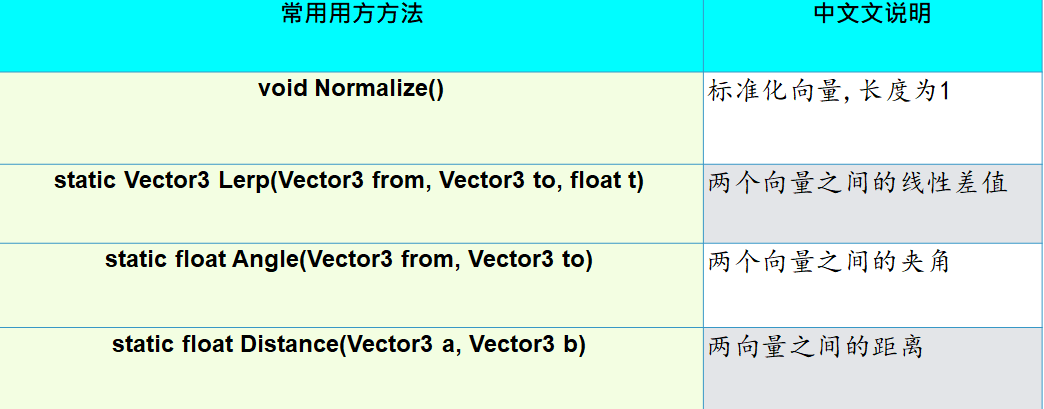 常用用方方法
中文文说明
void Normalize()
标准化向量,长度为1
static Vector3 Lerp(Vector3 from, Vector3 to, float t)
两个向量之间的线性差值
static float Angle(Vector3 from, Vector3 to)
两个向量之间的夹角
static float Distance(Vector3 a, Vector3 b)
两向量之间的距离